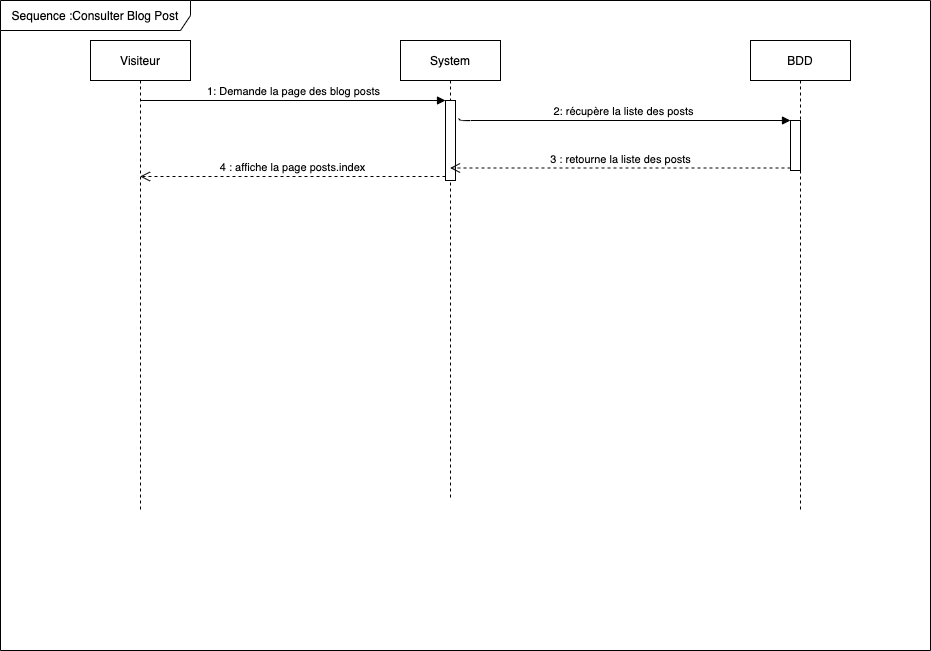 Sequence :Consulter Blog Post
Visiteur
System
BDD
1: Demande la page des blog posts
2: récupère la liste des posts
3 : retourne la liste des posts
4 : affiche la page posts.index